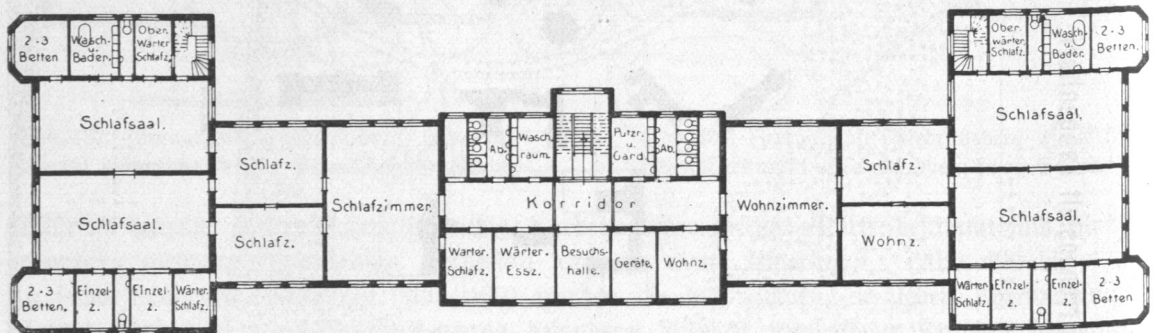 2-3
Betten.
Wasch-
u.
Baden.
Ober-
Wärter
Schlafz.
Schlafsaal.
Schlafsaal.
2-3
Betten.
Einzel-
z.
Einzel-
z.
Wärter
Schlafz.
Schlafz.
Schlafz.
Schlafzimmer.
Ab.
Wasch
raum.
Putzr.
u.
Gard.
Ab.
Korridor
Wärter.
Schlafz.
Wärter-
Essz.
Besuchs-
halle.
Geräte.
Wohnz.
Wohnzimmer.
Schlafz.
Wohnz.
Ober-
wärter
Schlafz.
Wasch-
u.
Bader.
2-3
Betten.
Schlafsaal.
Schlafsaal.
Wärter-
Schlafz.
Einzel-
z.
Einzel-
z.
2-3
Betten